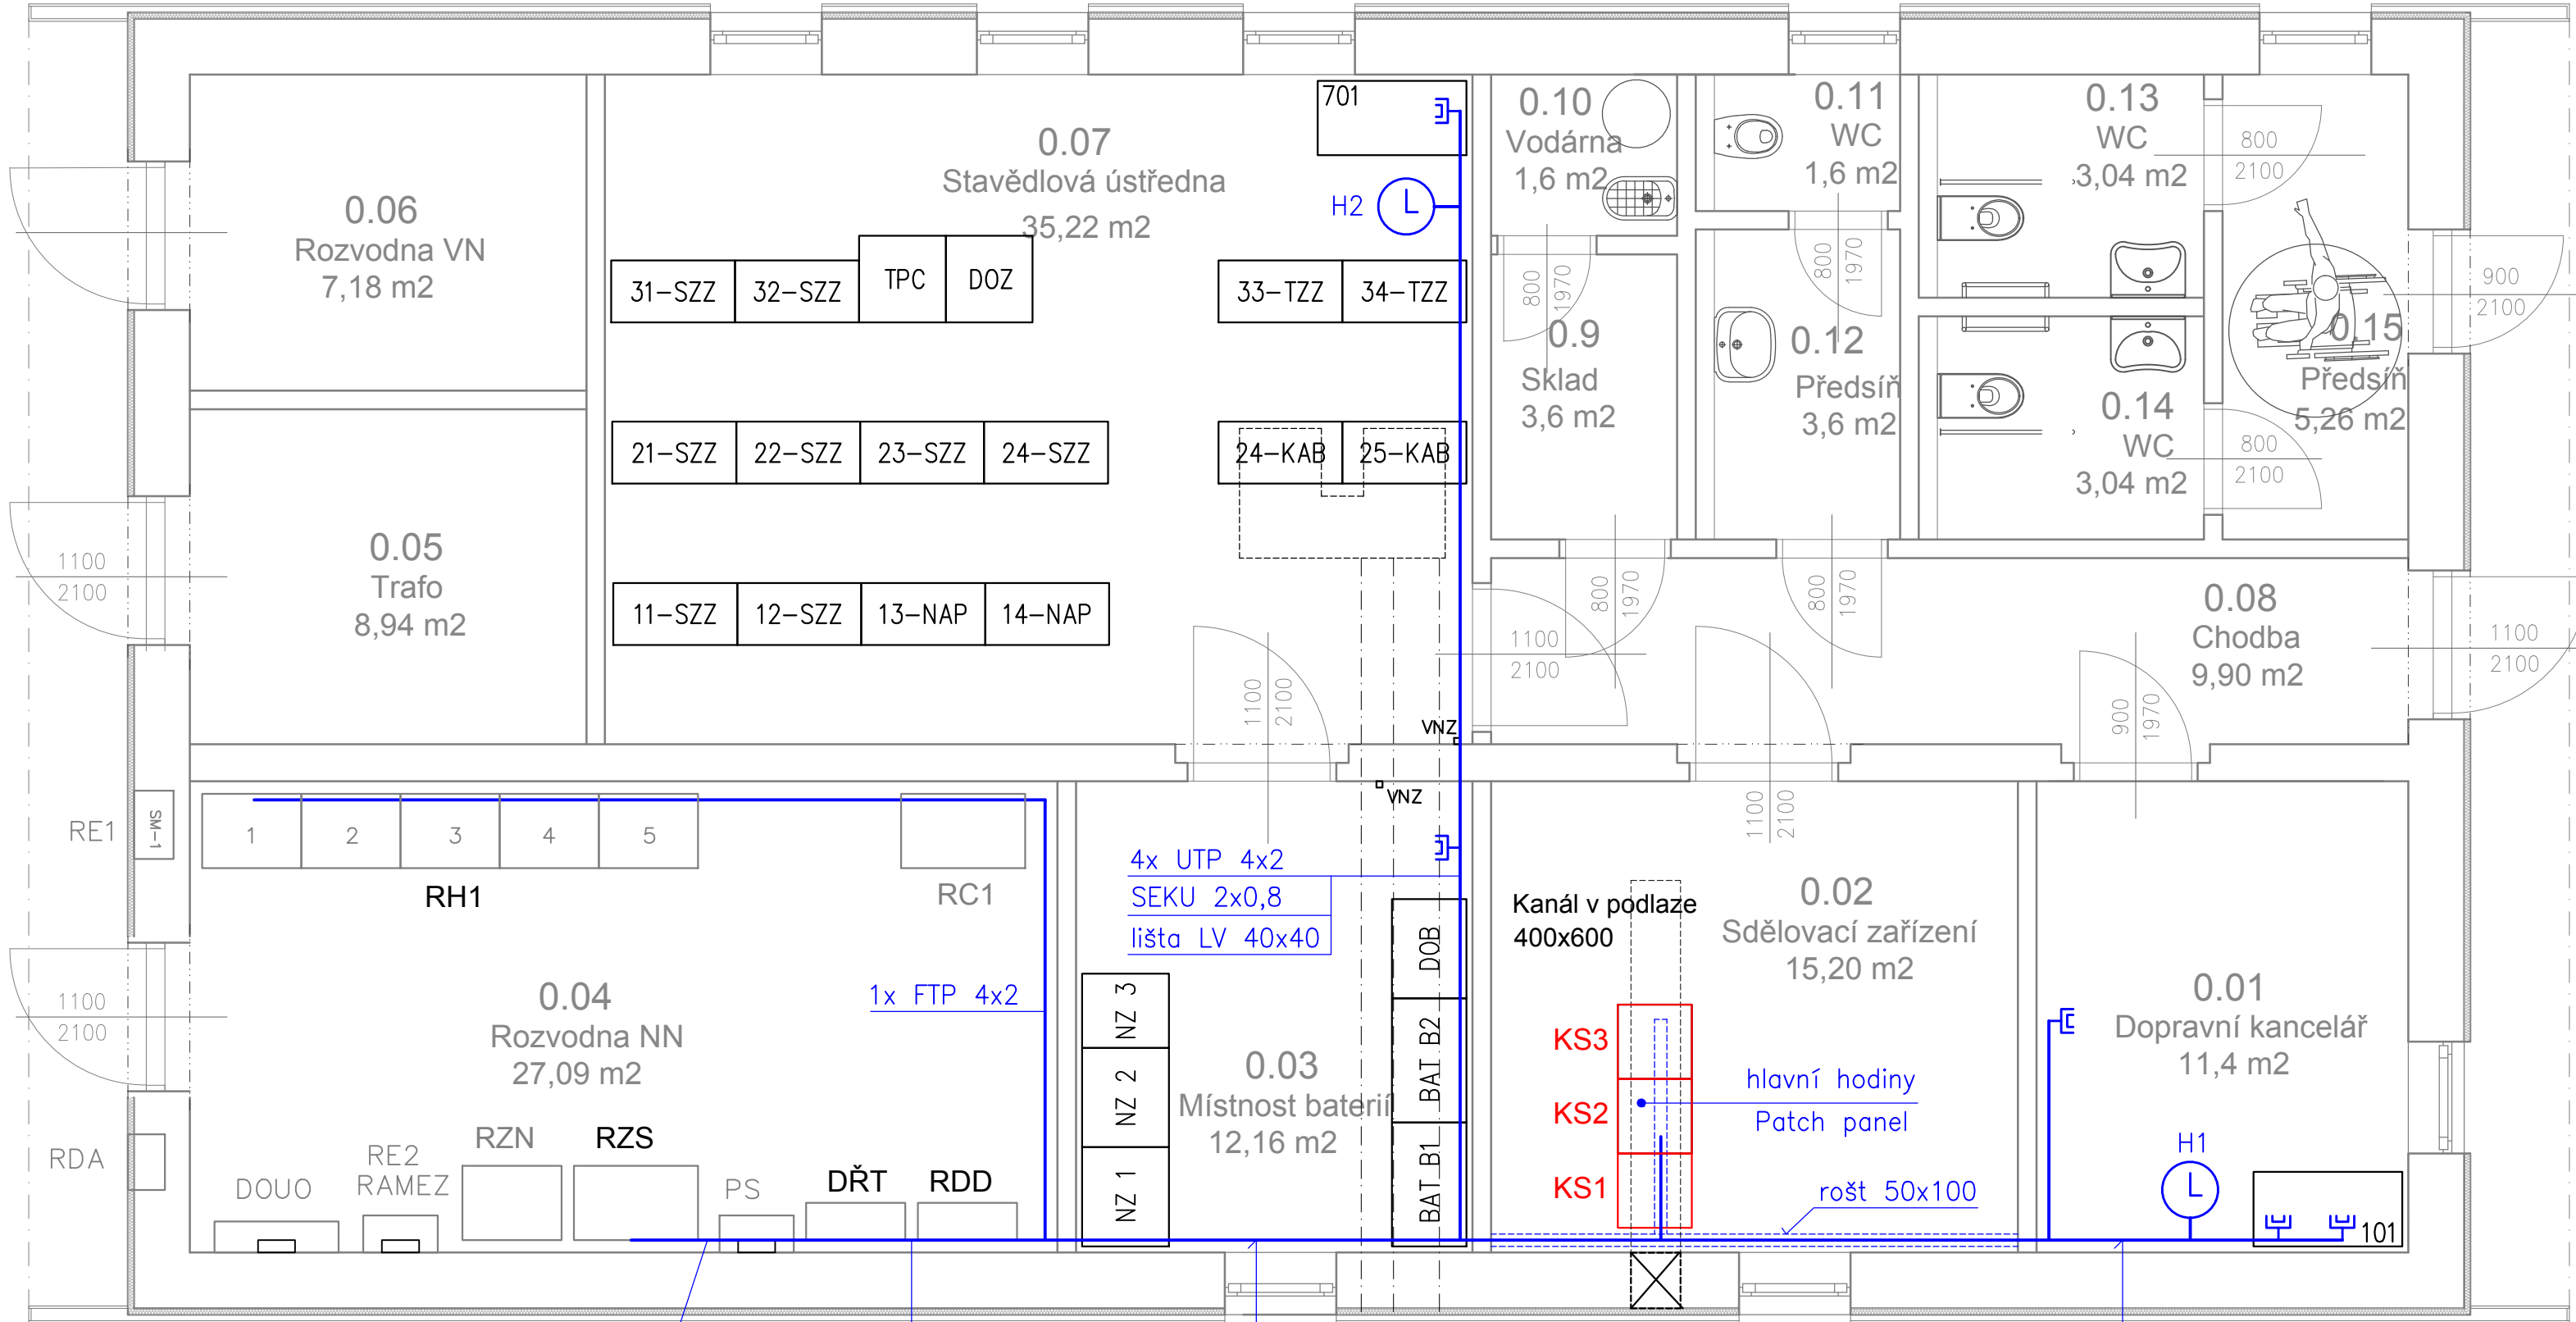 0.06
Rozvodna VN
7,18 m2
0.07
Stavědlová ústředna
35,22 m2
701
H2
0.10
Vodárna
1,6 m2
0.11
WC
1,6 m2
0.13
WC
3,04 m2
800
2100
900
2100
0.15
Předsíň
5,26 m2
31-SZZ
32-SZZ
TPC
DOZ
33-TZZ
34-TZZ
800
1970
800
1970
0.9
Sklad
3,6 m2
0.12
Předsíň
3,6 m2
0.14
WC
3,04 m2
800
2100
21-SZZ
22-SZZ
23-SZZ
24-SZZ
24-KAB
25-KAB
0.05
Trafo
8,94 m2
1100
2100
11-SZZ
12-SZZ
13-NAP
14-NAP
1100
2100
1100
2100
800
1970
800
1970
0.08
Chodba
9,90 m2
1100
2100
900
1970
VNZ
VNZ
RE1
SM-1
1
2
3
4
5
RH1
RC1
4x UTP 4x2
SEKU 2x0,8
lišta LV 40x40
1100
2100
Kanál v podlaze
400x600
0.02
Sdělovací zařízení
15,20 m2
1x FTP 4x2
0.04
Rozvodna NN
27,09 m2
1100
2100
NZ 3
NZ 2
NZ 1
DOB
BAT B2
BAT B1
0.03
Místnost baterií
12,16 m2
KS3
KS2
KS1
hlavní hodiny
Patch panel
rošt 50x100
0.01
Dopravní kancelář
11,4 m2
H1
101
RDA
DOUO
RE2
RAMEZ
RZN
RZS
PS
DŘT
RDD